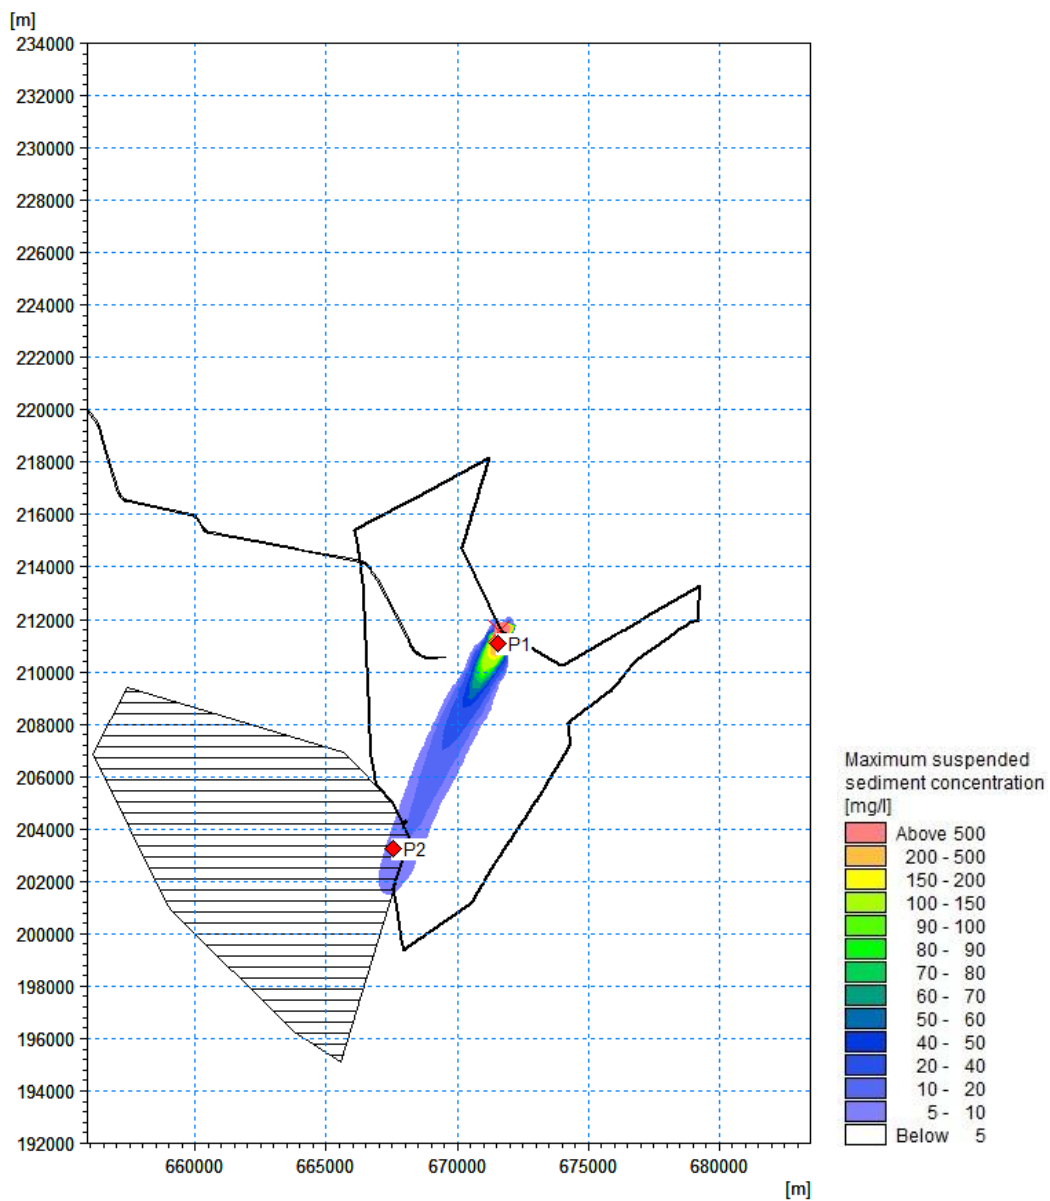 [m]
234000
232000
230000
228000
226000
224000
222000
220000
218000
216000
214000
212000
210000
208000
206000
204000
202000
200000
198000
196000
194000
192000
P1
P2
660000 665000 670000 675000 680000
[m]
Maximum suspended
sediment concentration
[mg/l]
Above 500
200 - 500
150 - 200
100 - 150
90 - 100
80 - 90
70 - 80
60 - 70
50 - 60
40 - 50
20 - 40
10 - 20
5 - 10
Below 5